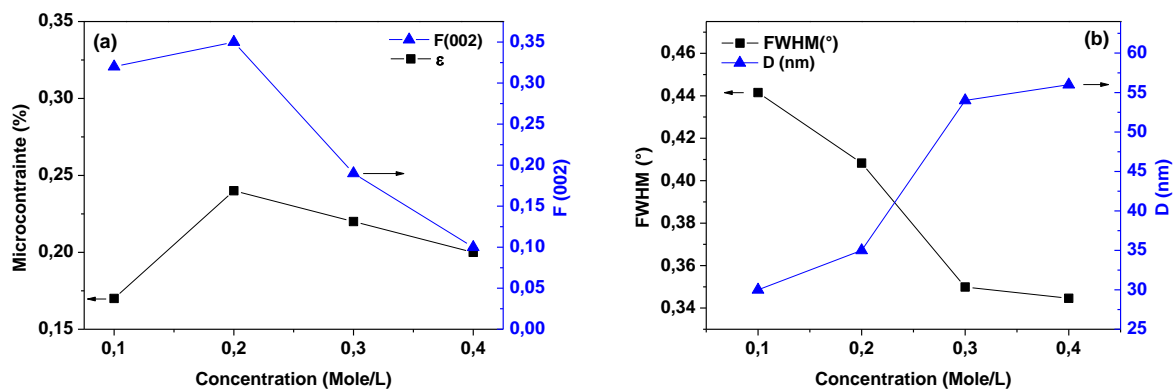 (a)
F(002)
ε
Microcontrainte (%)
0,35
0,30
0,25
0,20
0,15
0,35
0,30
0,25
0,20
0,15
0,10
0,05
0,00
F (002)
0,1 0,2 0,3 0,4
Concentration (Mole/L)
(b)
FWHM(°)
D (nm)
FWHM (°)
0,46
0,44
0,42
0,40
0,38
0,36
0,34
60
55
50
45
40
35
30
25
D (nm)
0,1 0,2 0,3 0,4
Concentration (Mole/L)